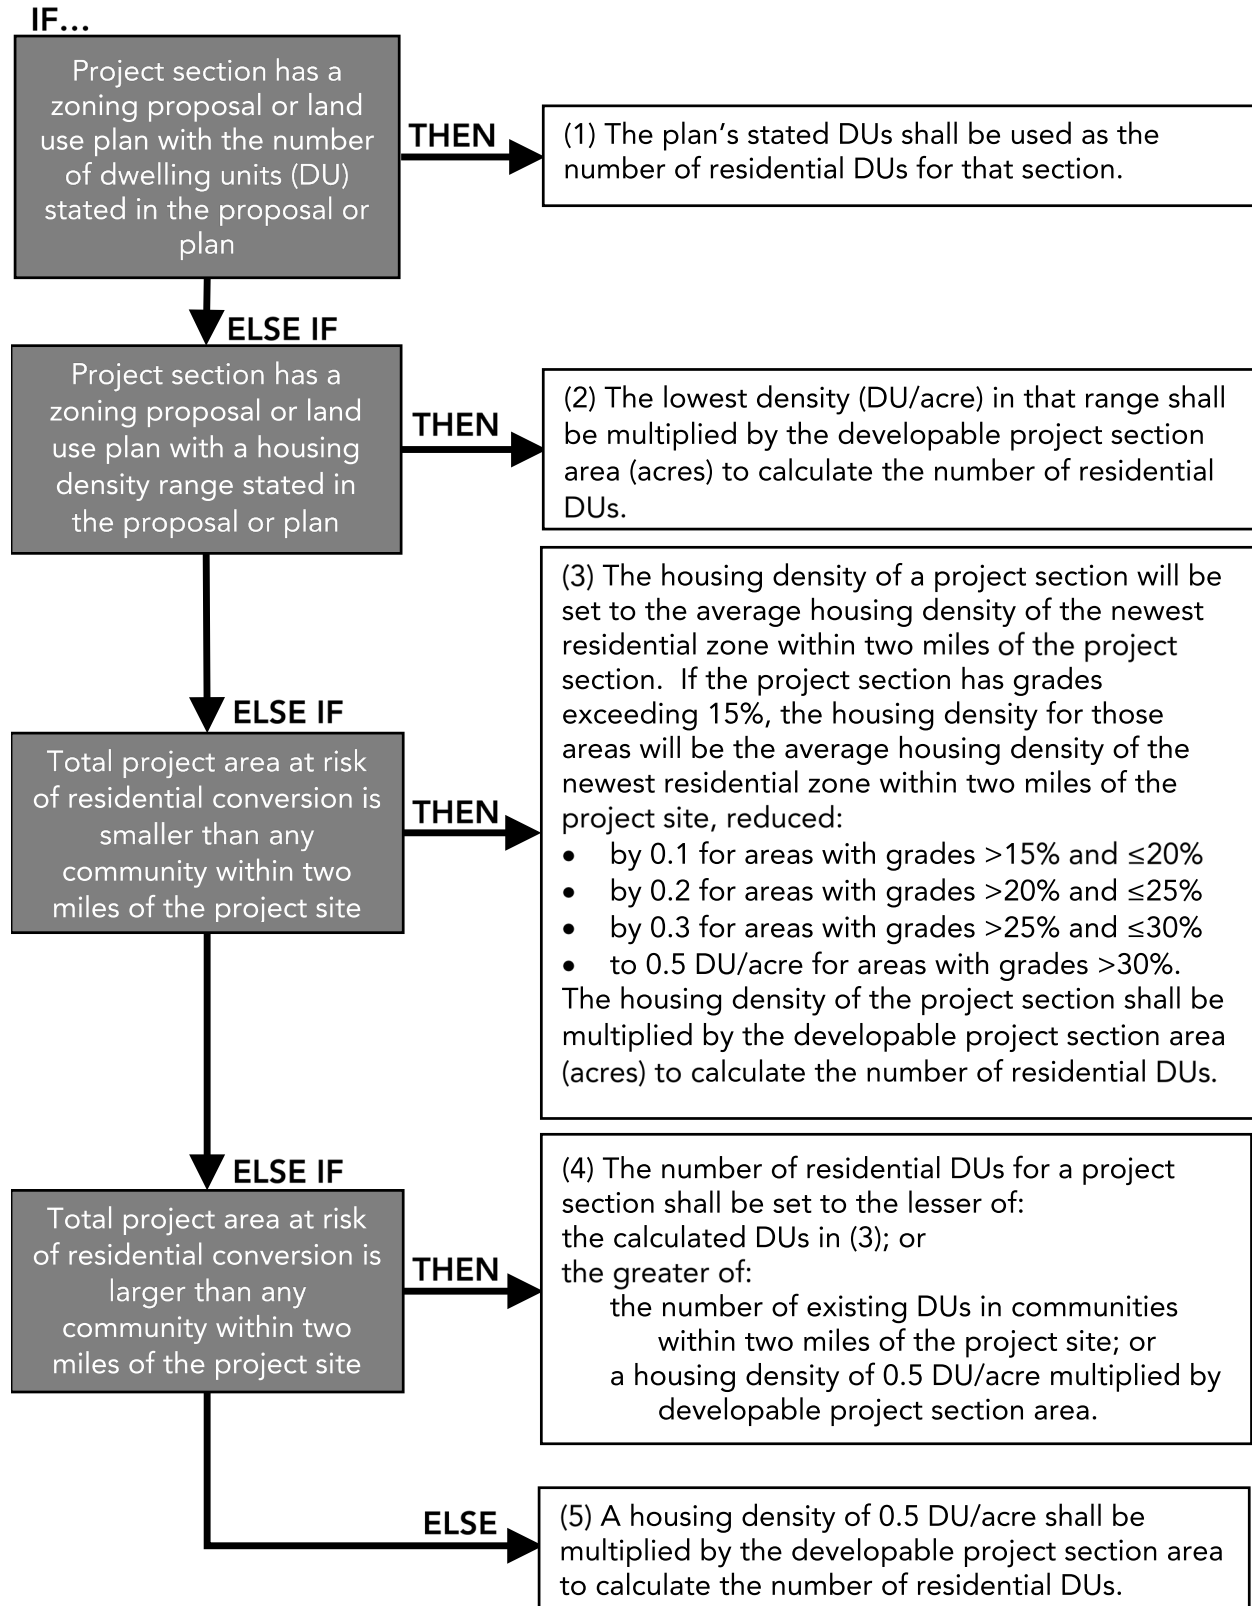 IF...
Project section has a
zoning proposal or land
use plan with the number
of dwelling units (DU)
stated in the proposal or
plan
THEN
(1) The plan’s stated DUs shall be used as the
number of residential DUs for that section.
ELSE IF
Project section has a
zoning proposal or land
use plan with a housing
density range stated in
the proposal or plan
THEN
(2) The lowest density (DU/acre) in that range shall
be multiplied by the developable project section
area (acres) to calculate the number of residential
DUs.
ELSE IF
Total project area at risk
of residential conversion is
smaller than any
community within two
miles of the project site
THEN
(3) The housing density of a project section will be
set to the average housing density of the newest
residential zone within two miles of the project
section.  If the project section has grades
exceeding 15%, the housing density for those
areas will be the average housing density of the
newest residential zone within two miles of the
project site, reduced:
• by 0.1 for areas with grades >15% and ≤20%
• by 0.2 for areas with grades >20% and ≤25%
• by 0.3 for areas with grades >25% and ≤30%
• to 0.5 DU/acre for areas with grades >30%.
The housing density of the project section shall be
multiplied by the developable project section area
(acres) to calculate the number of residential DUs.
ELSE IF
Total project area at risk
of residential conversion is
larger than any
community within two
miles of the project site
THEN
(4) The number of residential DUs for a project
section shall be set to the lesser of:
the calculated DUs in (3); or
the greater of:
the number of existing DUs in communities
within two miles of the project site; or
a housing density of 0.5 DU/acre multiplied by
developable project section area.
ELSE
(5) A housing density of 0.5 DU/acre shall be
multiplied by the developable project section area
to calculate the number of residential DUs.